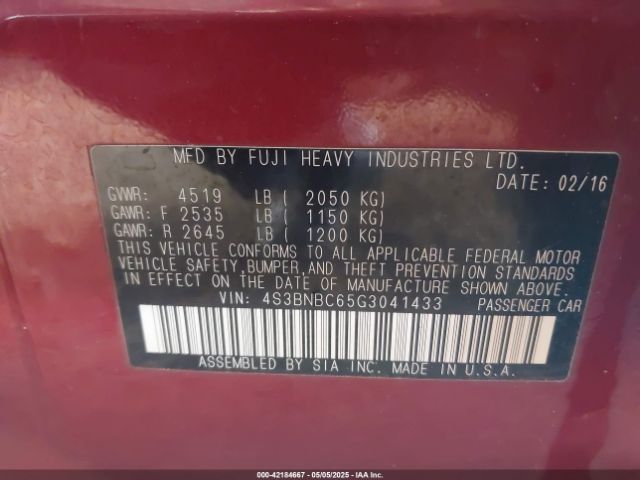 MFD BY FUJI HEAVY INDUSTRIES LTD.
DATE: 02/16
GVWR: 4519 LB ( 2050 KG)
GAWR: F 2535 LB ( 1150 KG)
GAWR: R 2645 LB ( 1200 KG)
THIS VEHICLE CONFORMS TO ALL APPLICABLE FEDERAL MOTOR
VEHICLE SAFETY,BUMPER,AND THEFT PREVENTION STANDARDS
IN EFFECT ON THE DATE OF MANUFACTURE SHOWN ABOVE.
VIN: 4S3BNBC65G3041433 PASSENGER CAR
ASSEMBLED BY SIA INC. MADE IN U.S.A.
000-42184667 - 05/05/2025 - IAA Inc.